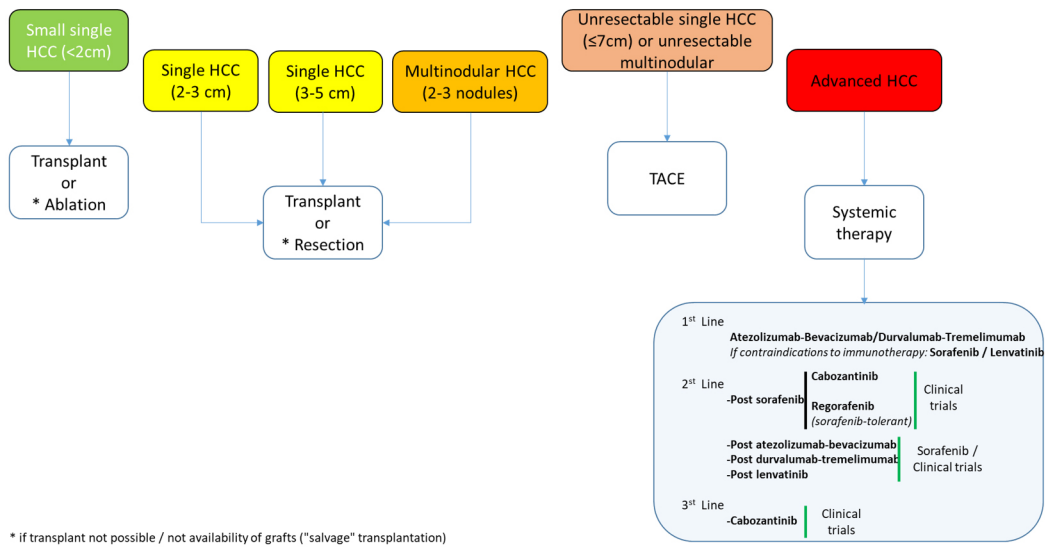 Small single
HCC (<2cm)
Single HCC
(2-3 cm)
Single HCC
(3-5 cm)
Multinodular HCC
(2-3 nodules)
Unresectable single HCC
(≤7cm) or unresectable
multinodular
Advanced HCC
Transplant
or
* Ablation
Transplant
or
* Resection
TACE
Systemic
therapy
1st Line
Atezolizumab-Bevacizumab/Durvalumab-Tremelimumab
If contraindications to immunotherapy: Sorafenib / Lenvatinib
2nd Line
-Post sorafenib
Cabozantinib
Regorafenib
(sorafenib-tolerant)
Clinical
trials
-Post atezolizumab-bevacizumab
-Post durvalumab-tremelimumab
-Post lenvatinib
Sorafenib /
Clinical trials
3rd Line
-Cabozantinib
Clinical
trials
* if transplant not possible / not availability of grafts ("salvage" transplantation)